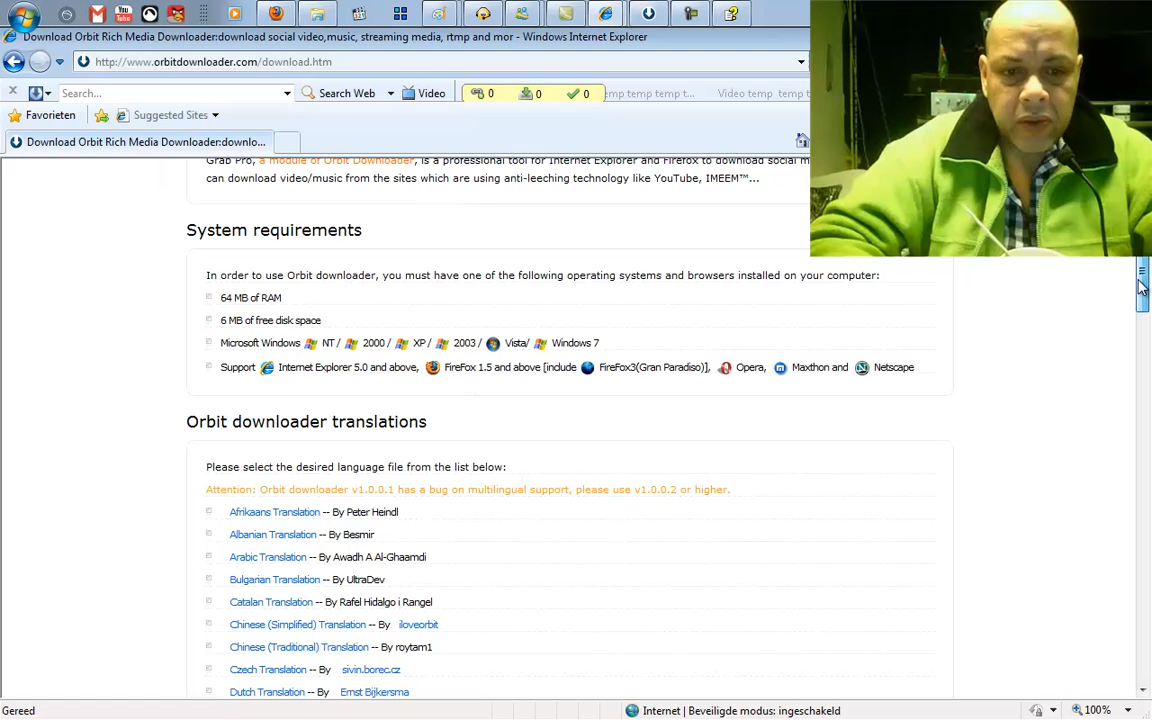 Download Orbit Rich Media Downloader:download social video,music, streaming media, rtmp and mor - Windows Internet Explorer
http://www.orbitdownloader.com/download.htm
Search... Search Web Video 0 0 0 emp temp temp t... Video temp temp
Favorieten Suggested Sites
Download Orbit Rich Media Downloader:downlo...
Grab Pro, a module of Orbit Downloader, is a professional tool for Internet Explorer and Firefox to download social m
can download video/music from the sites which are using anti-leeching technology like YouTube, IMEEM™...
System requirements
In order to use Orbit downloader, you must have one of the following operating systems and browsers installed on your computer:
64 MB of RAM
6 MB of free disk space
Microsoft Windows NT / 2000 / XP / 2003 / Vista/ Windows 7
Support Internet Explorer 5.0 and above, FireFox 1.5 and above [include FireFox3(Gran Paradiso)], Opera, Maxthon and Netscape
Orbit downloader translations
Please select the desired language file from the list below:
Attention: Orbit downloader v1.0.0.1 has a bug on multilingual support, please use v1.0.0.2 or higher.
Afrikaans Translation -- By Peter Heindl
Albanian Translation -- By Besmir
Arabic Translation -- By Awadh A Al-Ghaamdi
Bulgarian Translation -- By UltraDev
Catalan Translation -- By Rafel Hidalgo i Rangel
Chinese (Simplified) Translation -- By iloveorbit
Chinese (Traditional) Translation -- By roytam1
Czech Translation -- By sivin.borec.cz
Dutch Translation -- By Ernst Bijkersma
Gereed Internet | Beveiligde modus: ingeschakeld 100%